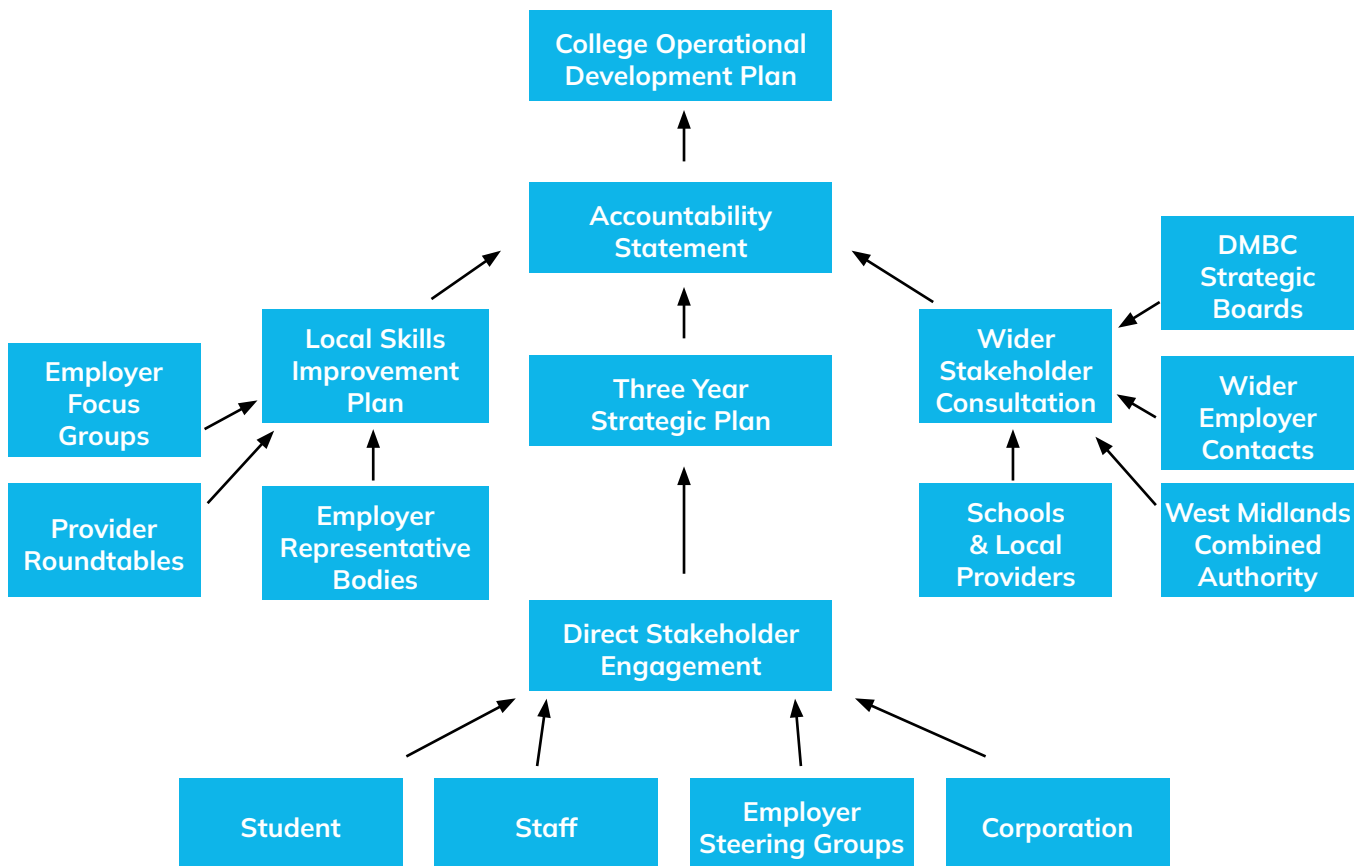 College Operational
Development Plan
Accountability
Statement
DMBC
Strategic
Boards
Local Skills
Improvement
Plan
Wider
Stakeholder
Consultation
Employer
Focus
Groups
Three Year
Strategic Plan
Wider
Employer
Contacts
Provider
Roundtables
Employer
Representative
Bodies
Schools
& Local
Providers
West Midlands
Combined
Authority
Direct Stakeholder
Engagement
Student
Staff
Employer
Steering Groups
Corporation